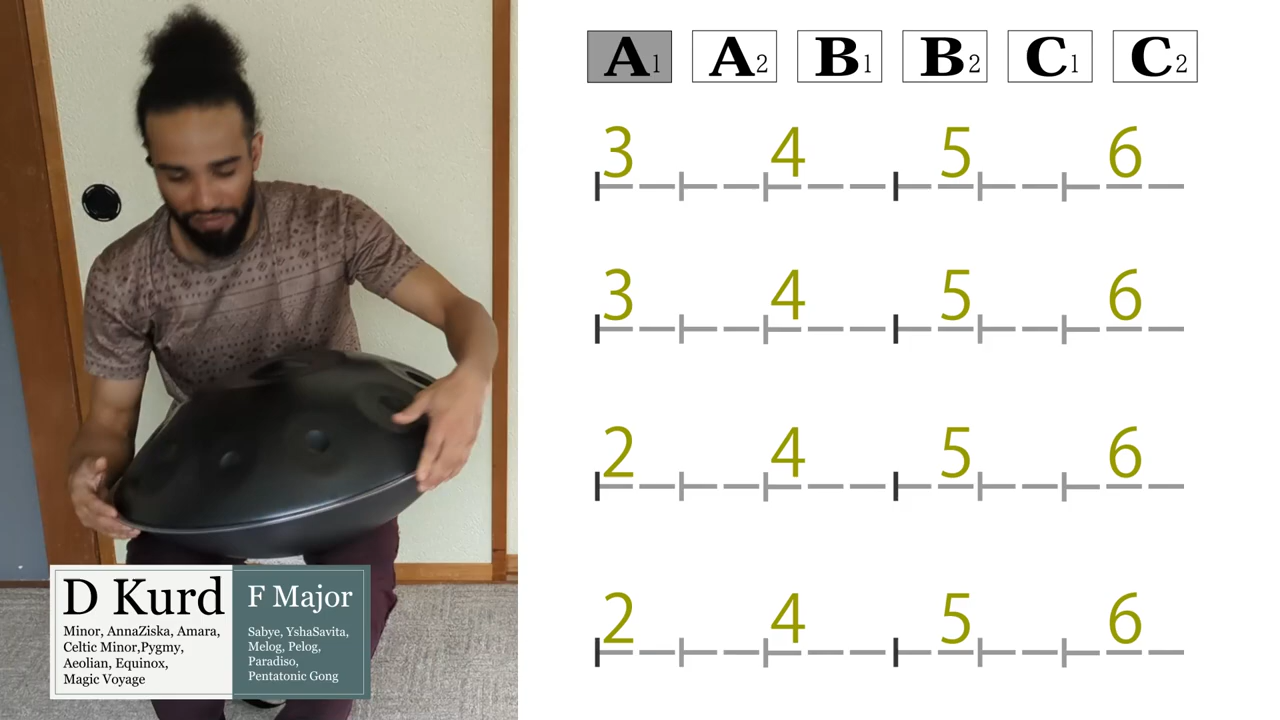 A1 A2 B1 B2 C1 C2
3 4 5 6
3 4 5 6
2 4 5 6
2 4 5 6
D Kurd
Minor, AnnaZiska, Amara,
Celtic Minor,Pygmy,
Aeolian, Equinox,
Magic Voyage
F Major
Sabye, YshaSavita,
Melog, Pelog,
Paradiso,
Pentatonic Gong